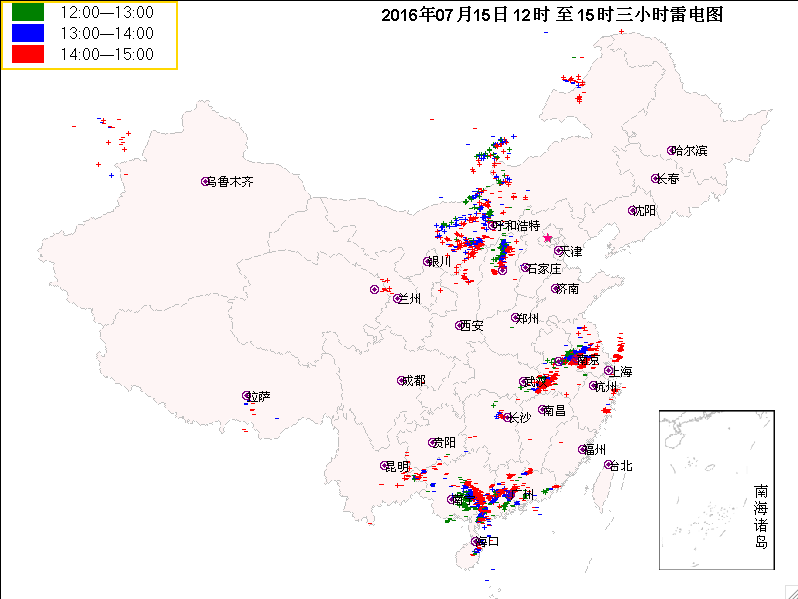 2016年07月15日12时至15时三小时雷电图
12:00—13:00
13:00—14:00
14:00—15:00
哈尔滨
长春
乌鲁木齐
沈阳
呼和浩特
天津
银川
石家庄
济南
兰州
郑州
西安
南京
上海
成都
武汉
杭州
拉萨
南昌
长沙
贵阳
福州
昆明
台北
南宁
广州
海口
南海诸岛